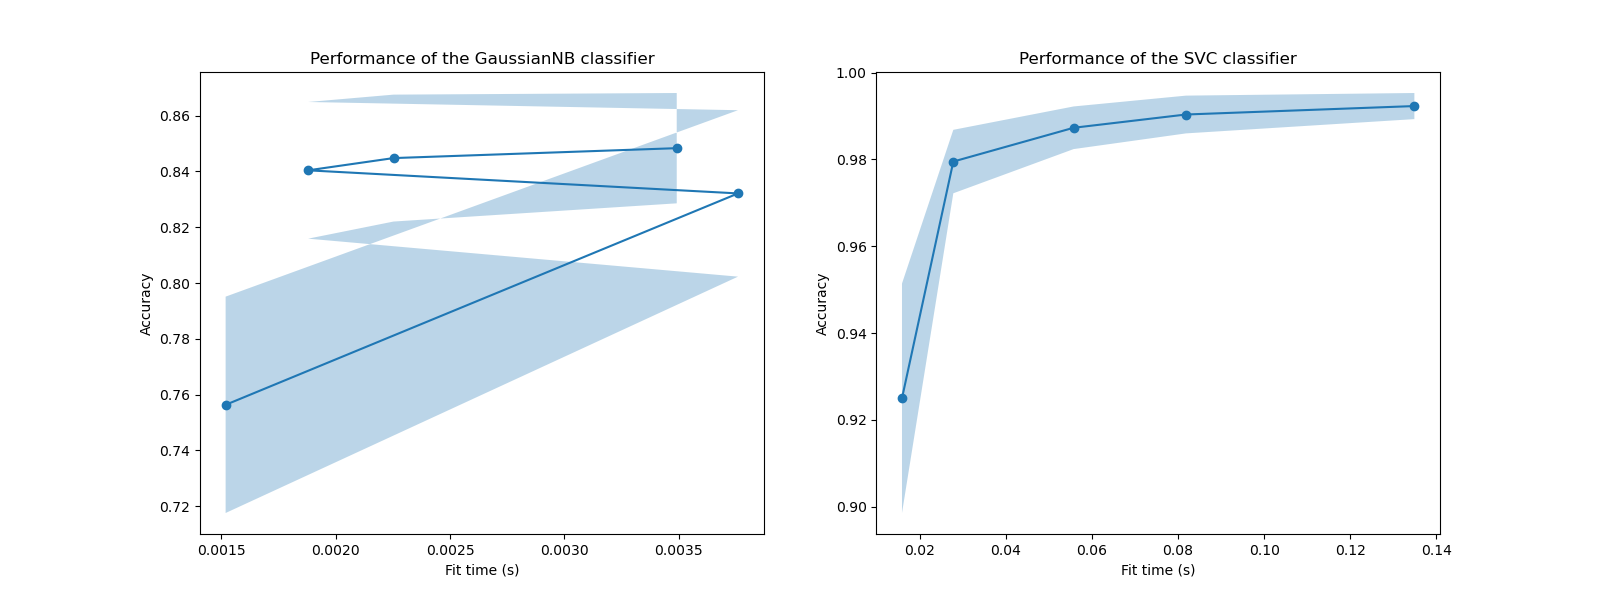 Performance of the GaussianNB classifier
0.86
0.84
0.82
0.80
0.78
0.76
0.74
0.72
Accuracy
0.0015 0.0020 0.0025 0.0030 0.0035
Fit time (s)
Performance of the SVC classifier
1.00
0.98
0.96
0.94
0.92
0.90
Accuracy
0.02 0.04 0.06 0.08 0.10 0.12 0.14
Fit time (s)